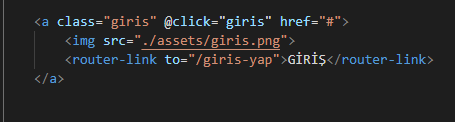 <a class="giris" @click="giris" href="#">
<img src="./assets/giris.png">
<router-link to="/giris-yap">GİRİŞ</router-link>
</a>